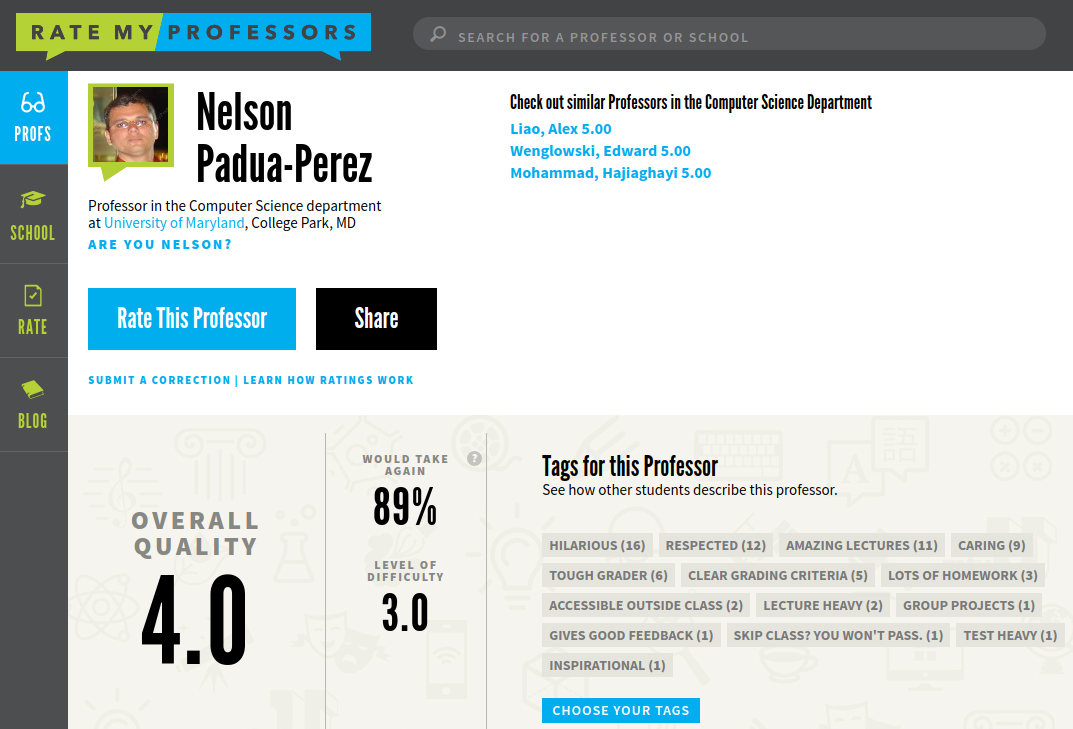 RATE MY PROFESSORS
SEARCH FOR A PROFESSOR OR SCHOOL
PROFS
SCHOOL
RATE
BLOG
Nelson
Padua-Perez
Professor in the Computer Science department
at University of Maryland, College Park, MD
ARE YOU NELSON?
Rate This Professor
Share
SUBMIT A CORRECTION | LEARN HOW RATINGS WORK
Check out similar Professors in the Computer Science Department
Liao, Alex 5.00
Wenglowski, Edward 5.00
Mohammad, Hajiaghayi 5.00
OVERALL
QUALITY
4.0
WOULD TAKE
AGAIN
?
89%
LEVEL OF
DIFFICULTY
3.0
Tags for this Professor
See how other students describe this professor.
HILARIOUS (16) RESPECTED (12) AMAZING LECTURES (11) CARING (9)
TOUGH GRADER (6) CLEAR GRADING CRITERIA (5) LOTS OF HOMEWORK (3)
ACCESSIBLE OUTSIDE CLASS (2) LECTURE HEAVY (2) GROUP PROJECTS (1)
GIVES GOOD FEEDBACK (1) SKIP CLASS? YOU WON'T PASS. (1) TEST HEAVY (1)
INSPIRATIONAL (1)
CHOOSE YOUR TAGS